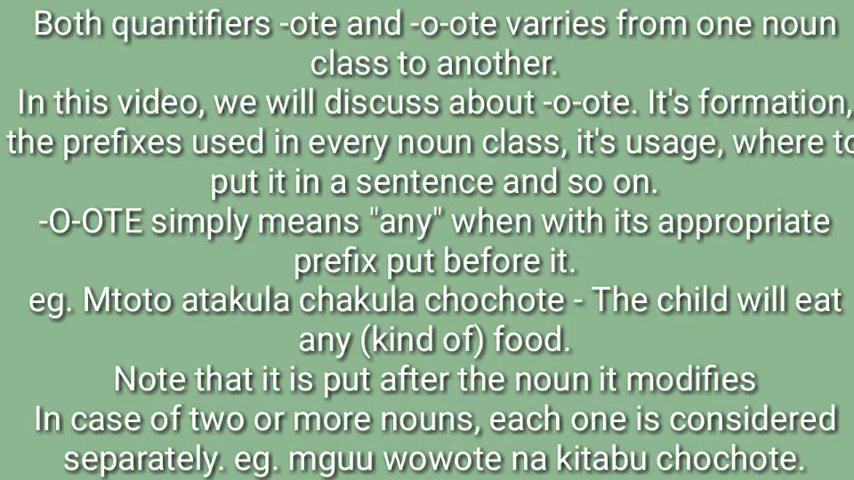 Both quantifiers -ote and -o-ote varries from one noun
class to another.
In this video, we will discuss about -o-ote. It's formation,
the prefixes used in every noun class, it's usage, where to
put it in a sentence and so on.
-O-OTE simply means "any" when with its appropriate
prefix put before it.
eg. Mtoto atakula chakula chochote - The child will eat
any (kind of) food.
Note that it is put after the noun it modifies
In case of two or more nouns, each one is considered
separately. eg. mguu wowote na kitabu chochote.